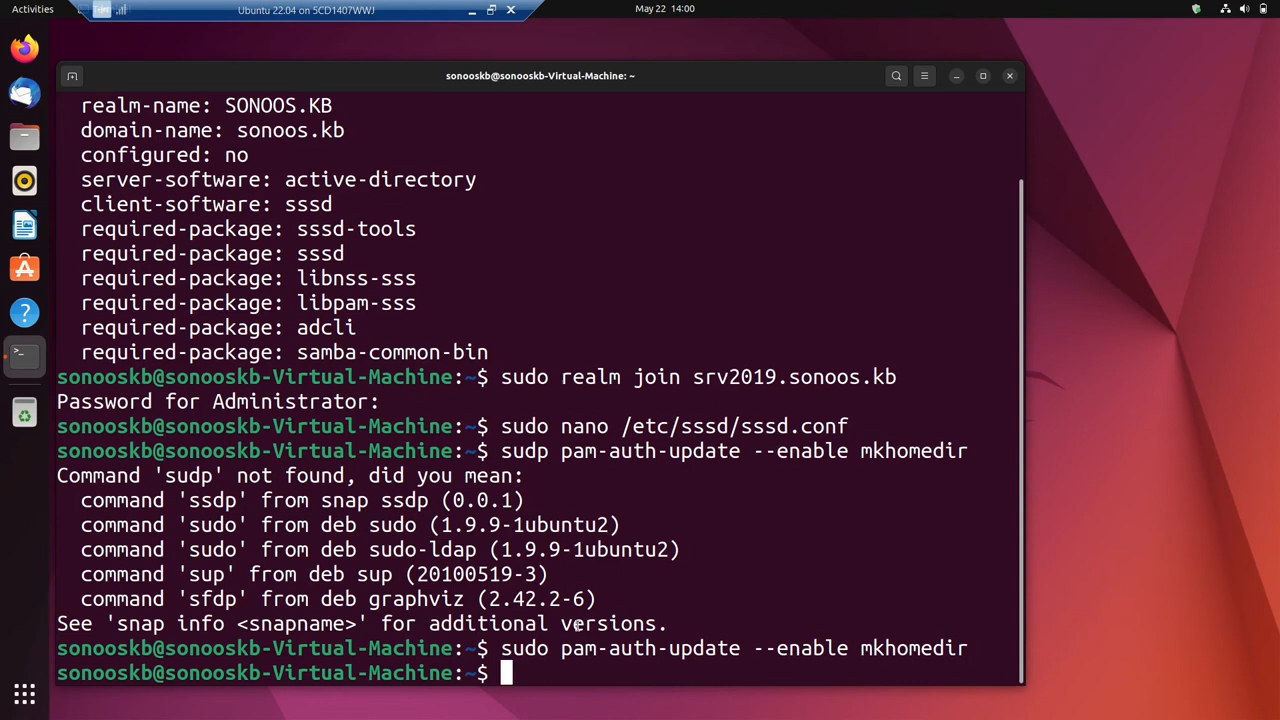 Activities
Ubuntu 22.04 on 5CD1407WWJ
May 22 14:00
sonooskb@sonooskb-Virtual-Machine: ~
realm-name: SONOOS.KB
domain-name: sonoos.kb
configured: no
server-software: active-directory
client-software: sssd
required-package: sssd-tools
required-package: sssd
required-package: libnss-sss
required-package: libpam-sss
required-package: adcli
required-package: samba-common-bin
sonooskb@sonooskb-Virtual-Machine:~$ sudo realm join srv2019.sonoos.kb
Password for Administrator:
sonooskb@sonooskb-Virtual-Machine:~$ sudo nano /etc/sssd/sssd.conf
sonooskb@sonooskb-Virtual-Machine:~$ sudp pam-auth-update --enable mkhomedir
Command 'sudp' not found, did you mean:
command 'ssdp' from snap ssdp (0.0.1)
command 'sudo' from deb sudo (1.9.9-1ubuntu2)
command 'sudo' from deb sudo-ldap (1.9.9-1ubuntu2)
command 'sup' from deb sup (20100519-3)
command 'sfdp' from deb graphviz (2.42.2-6)
See 'snap info <snapname>' for additional versions.
sonooskb@sonooskb-Virtual-Machine:~$ sudo pam-auth-update --enable mkhomedir
sonooskb@sonooskb-Virtual-Machine:~$